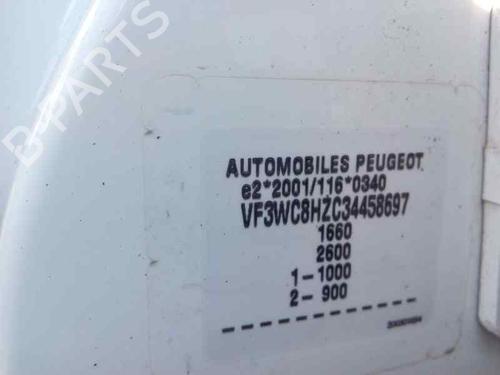 B-PARTS
AUTOMOBILES PEUGEOT
e2*2001/116*0340
VF3WC8HZC34458697
1660
2600
1-1000
2-900